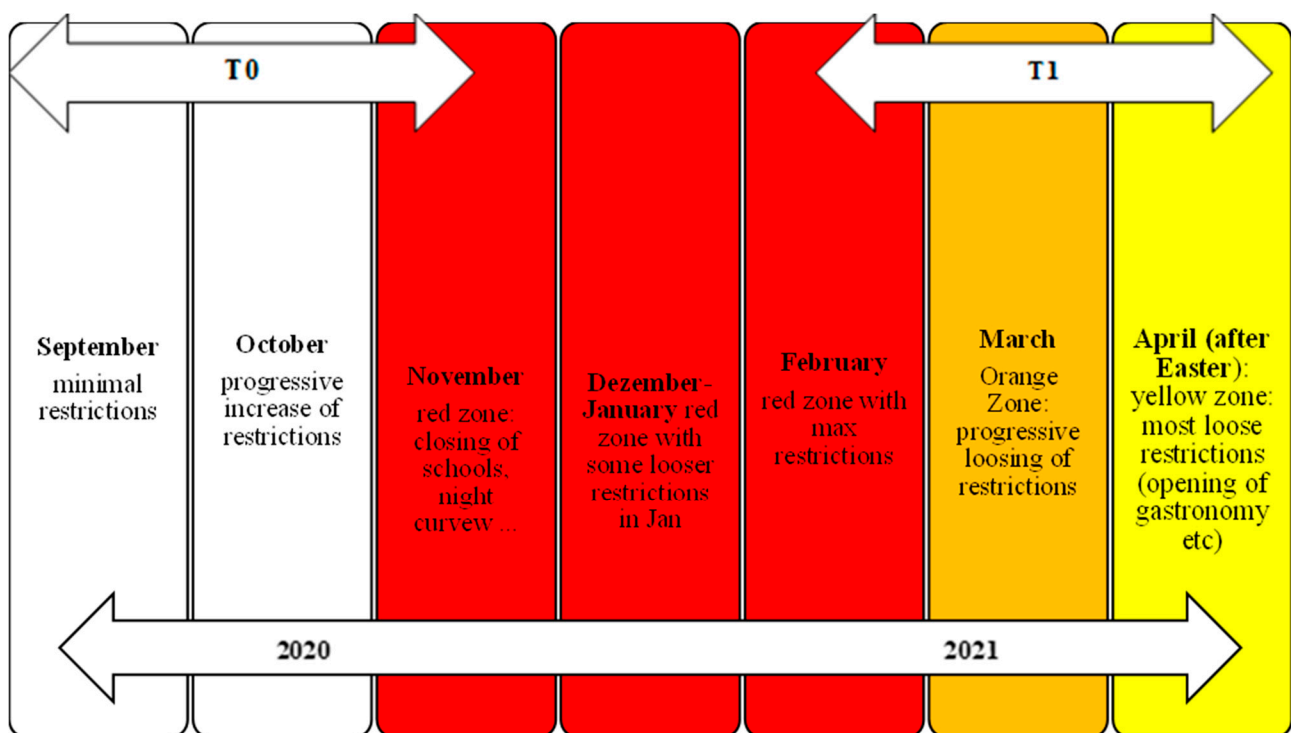 T0
T1
September
minimal
restrictions
October
progressive
increase of
restrictions
November
red zone:
closing of
schools,
night
curvew ...
Dezember-
January red
zone with
some looser
restrictions
in Jan
February
red zone with
max
restrictions
March
Orange
Zone:
progressive
loosing of
restrictions
April (after
Easter):
yellow zone:
most loose
restrictions
(opening of
gastronomy
etc)
2020
2021